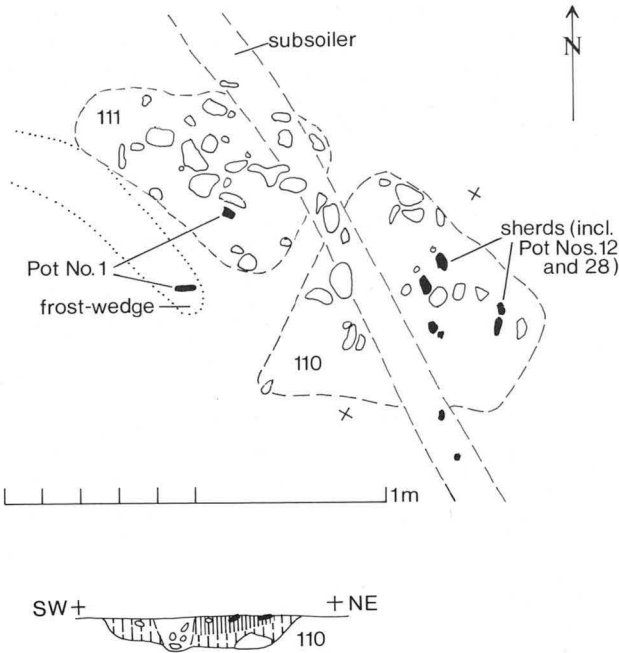 subsoiler
N
111
sherds (incl.
Pot Nos.12
and 28)
Pot No.1
frost-wedge
110
1m
SW
NE
110